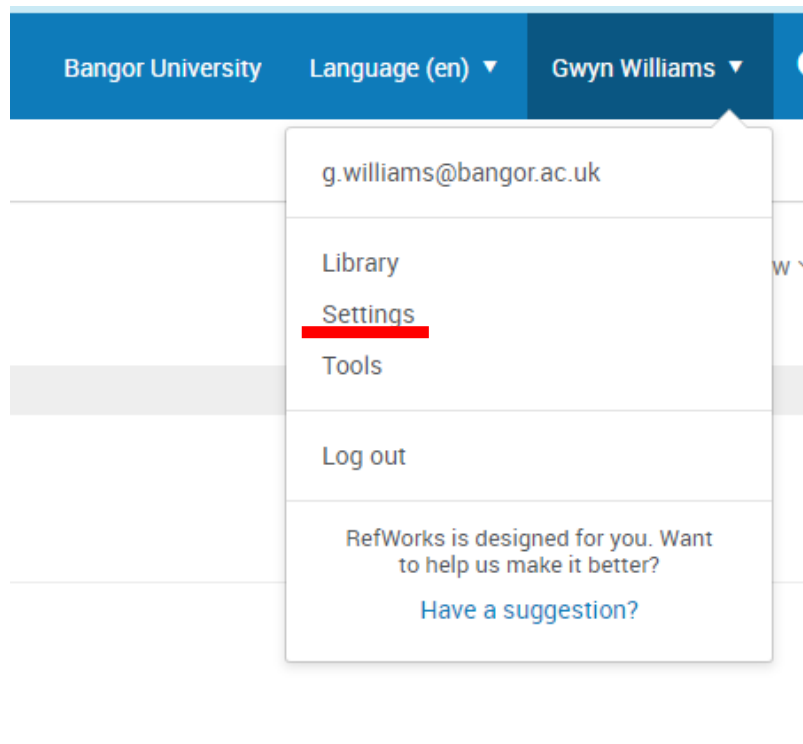 Bangor University Language (en) ▼ Gwyn Williams ▼
g.williams@bangor.ac.uk
Library
w
Settings
Tools
Log out
RefWorks is designed for you. Want
to help us make it better?
Have a suggestion?